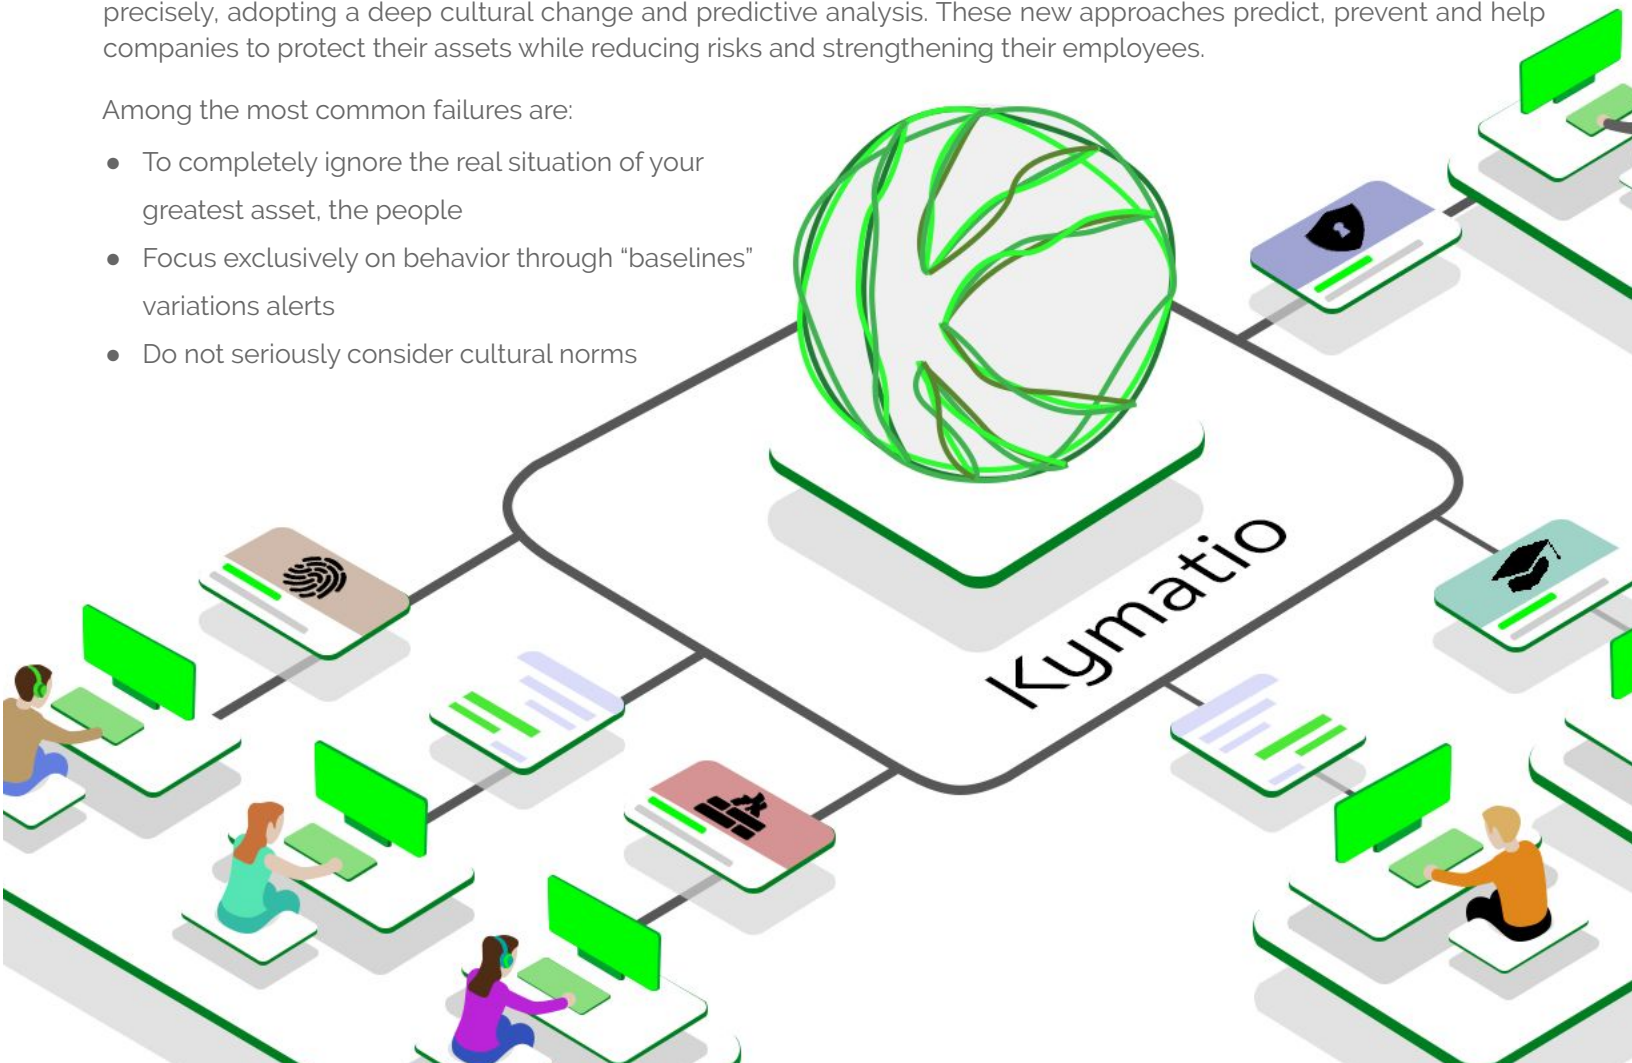 precisely, adopting a deep cultural change and predictive analysis. These new approaches predict, prevent and help
companies to protect their assets while reducing risks and strengthening their employees.
Among the most common failures are:
● To completely ignore the real situation of your
greatest asset, the people
● Focus exclusively on behavior through “baselines”
variations alerts
● Do not seriously consider cultural norms
Kymatio